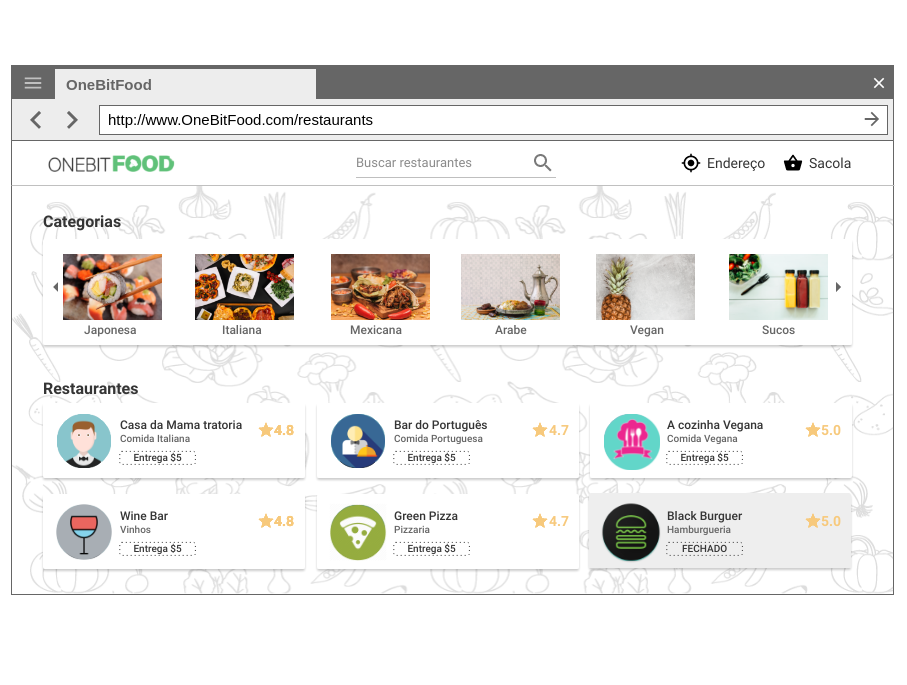 OneBitFood
http://www.OneBitFood.com/restaurants
ONEBITFOOD
Buscar restaurantes
Endereço
Sacola
Categorias
Japonesa
Italiana
Mexicana
Arabe
Vegan
Sucos
Restaurantes
Casa da Mama tratoria
4.8
Comida Italiana
Entrega $5
Bar do Português
4.7
Comida Portuguesa
Entrega $5
A cozinha Vegana
5.0
Comida Vegana
Entrega $5
Wine Bar
4.8
Vinhos
Entrega $5
Green Pizza
4.7
Pizzaria
Entrega $5
Black Burguer
5.0
Hamburgueria
FECHADO